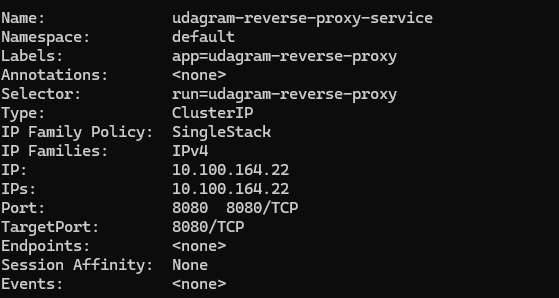 Name: udagram-reverse-proxy-service
Namespace: default
Labels: app=udagram-reverse-proxy
Annotations: <none>
Selector: run=udagram-reverse-proxy
Type: ClusterIP
IP Family Policy: SingleStack
IP Families: IPv4
IP: 10.100.164.22
IPs: 10.100.164.22
Port: 8080 8080/TCP
TargetPort: 8080/TCP
Endpoints: <none>
Session Affinity: None
Events: <none>